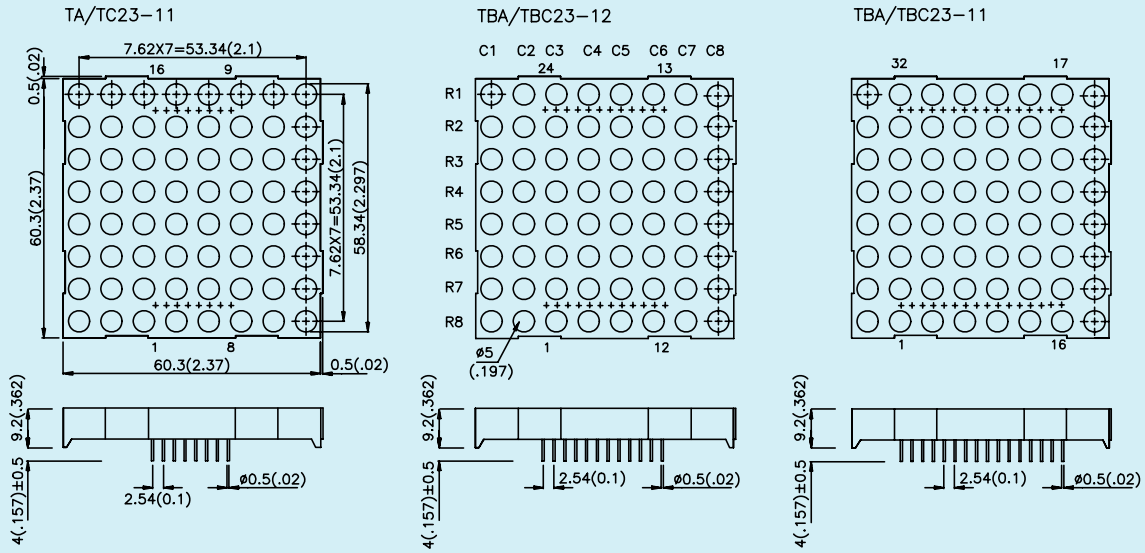 TA/TC23-11
TBA/TBC23-12
TBA/TBC23-11
7.62X7=53.34(2.1)
C1 C2 C3 C4 C5 C6 C7 C8
0.5(.02)
16 9
24 13
32 17
R1
R2
R3
R4
R5
R6
R7
R8
60.3(2.37)
7.62X7=53.34(2.1)
58.34(2.297)
1 8
1 12
1 16
60.3(2.37)
0.5(.02)
ø5
(.197)
9.2(.362)
4(.157)±0.5
2.54(0.1)
ø0.5(.02)
9.2(.362)
4(.157)±0.5
2.54(0.1)
ø0.5(.02)
9.2(.362)
4(.157)±0.5
2.54(0.1)
ø0.5(.02)